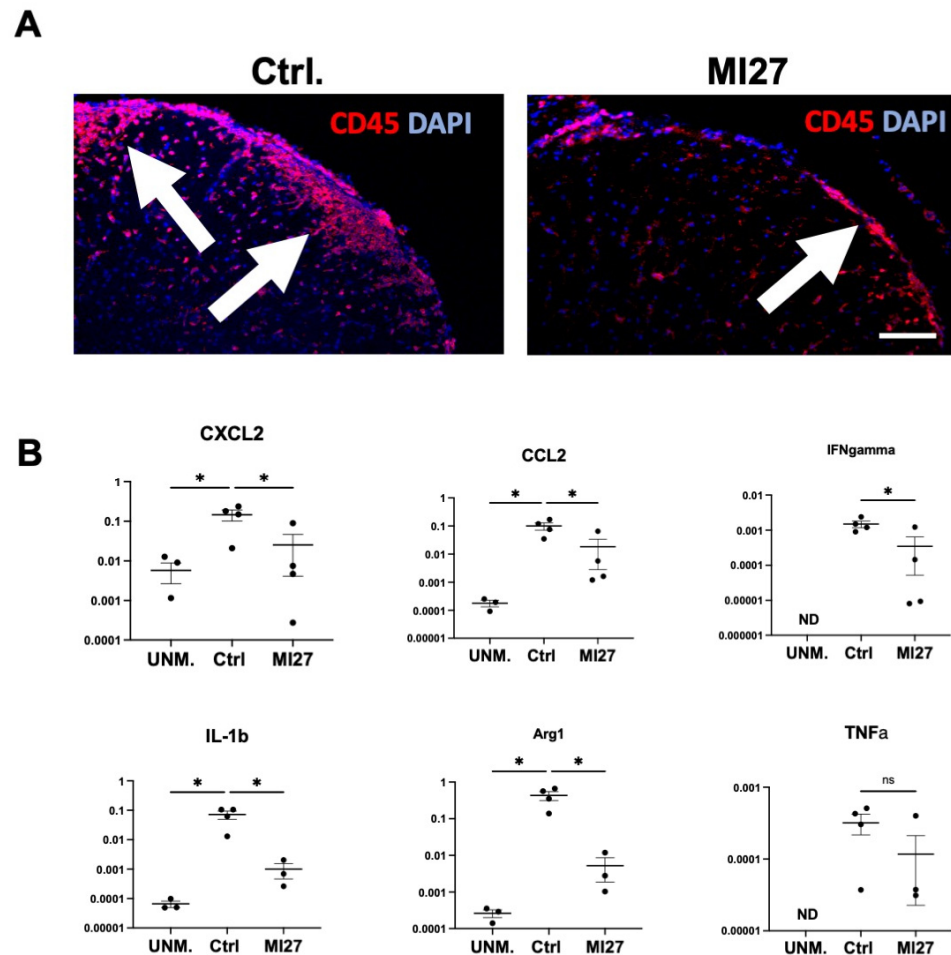 A
Ctrl.
MI27
CD45 DAPI
CD45 DAPI
B
CXCL2
*
*
1
0.1
0.01
0.001
0.0001
UNM. Ctrl MI27
CCL2
*
*
1
0.1
0.01
0.001
0.0001
0.00001
UNM. Ctrl MI27
IFNgamma
*
0.01
0.001
0.0001
0.00001
0.000001
ND
UNM. Ctrl MI27
IL-1b
*
*
1
0.1
0.01
0.001
0.0001
0.00001
UNM. Ctrl MI27
Arg1
*
*
1
0.1
0.01
0.001
0.0001
UNM. Ctrl MI27
TNFa
ns
0.001
0.0001
0.00001
ND
UNM. Ctrl MI27